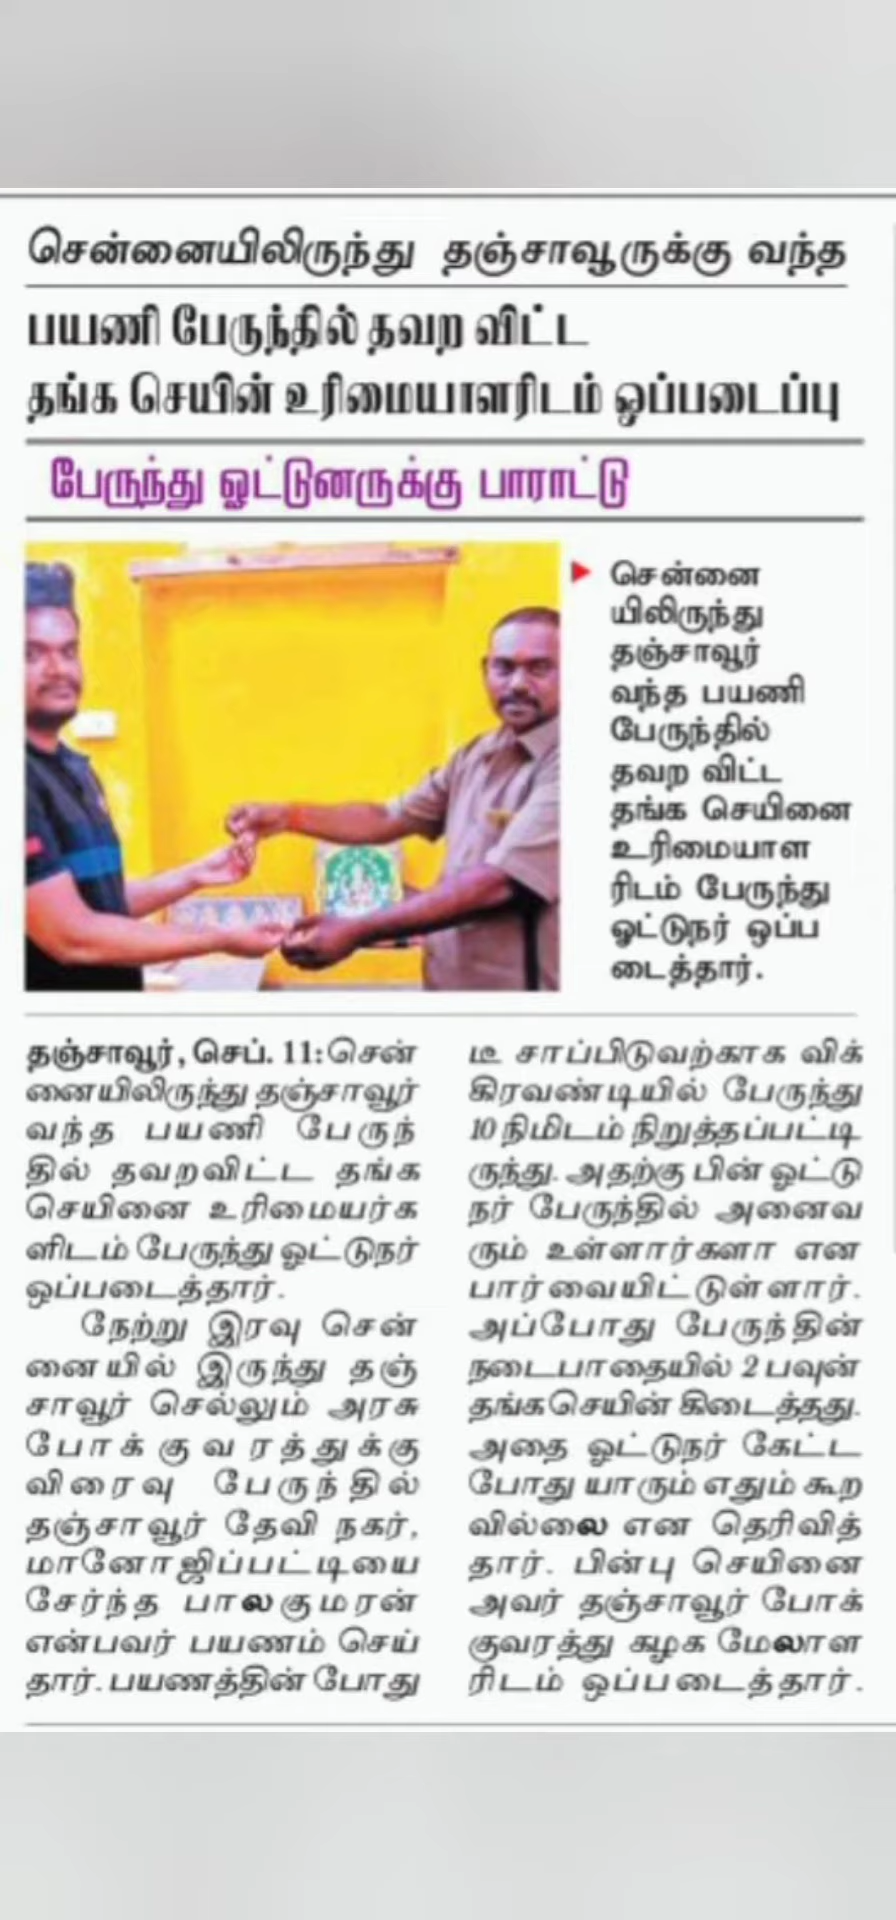 சென்னையிலிருந்து தஞ்சாவூருக்கு வந்த
பயணி பேருந்தில் தவற விட்ட
தங்க செயின் உரிமையாளரிடம் ஒப்படைப்பு
பேருந்து ஓட்டுனருக்கு பாராட்டு
சென்னை
யிலிருந்து
தஞ்சாவூர்
வந்த பயணி
பேருந்தில்
தவற விட்ட
தங்க செயினை
உரிமையாள
ரிடம் பேருந்து
ஓட்டுநர் ஒப்ப
டைத்தார்.
தஞ்சாவூர், செப். 11: சென்
னையிலிருந்து தஞ்சாவூர்
வந்த பயணி பேருந்
தில் தவறவிட்ட தங்க
செயினை உரிமையர்க
ளிடம் பேருந்து ஓட்டுநர்
ஒப்படைத்தார்.
நேற்று இரவு சென்
னையில் இருந்து தஞ்
சாவூர் செல்லும் அரசு
போக்குவரத்துக்கு
விரைவு பேருந்தில்
தஞ்சாவூர் தேவி நகர்,
மானோஜிப்பட்டியை
சேர்ந்த பாலகுமரன்
என்பவர் பயணம் செய்
தார். பயணத்தின் போது
டீ சாப்பிடுவற்காக விக்
கிரவண்டியில் பேருந்து
10 நிமிடம் நிறுத்தப்பட்டி
ருந்து. அதற்கு பின் ஓட்டு
நர் பேருந்தில் அனைவ
ரும் உள்ளார்களா என
பார்வையிட்டுள்ளார்.
அப்போது பேருந்தின்
நடைபாதையில் 2 பவுன்
தங்கசெயின் கிடைத்தது.
அதை ஓட்டுநர் கேட்ட
போது யாரும் எதும் கூற
வில்லை என தெரிவித்
தார். பின்பு செயினை
அவர் தஞ்சாவூர் போக்
குவரத்து கழக மேலாள
ரிடம் ஒப்படைத்தார்.